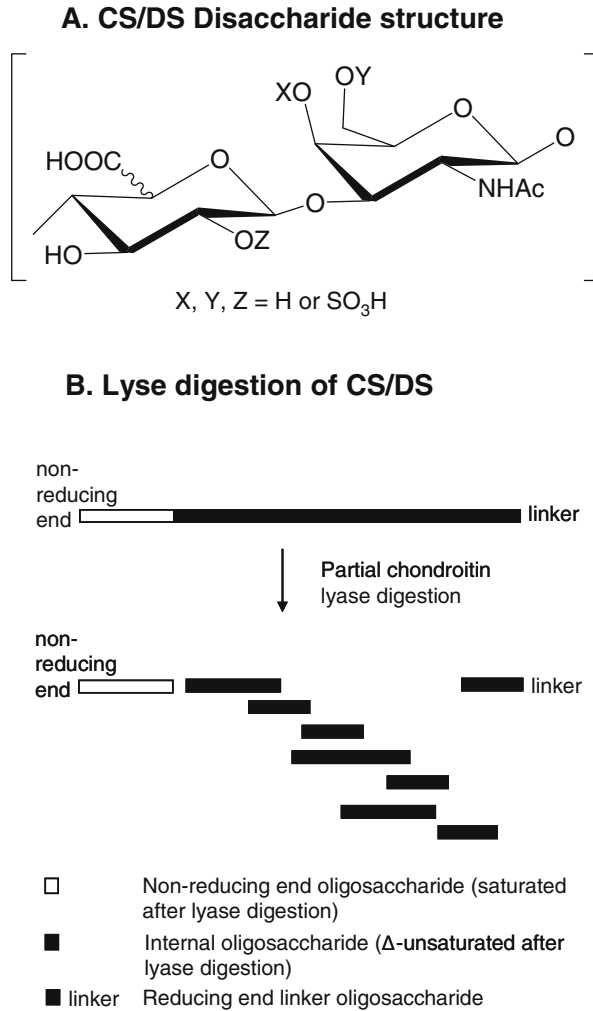 A. CS/DS Disaccharide structure
XO
OY
O
O
HOOC
O
O
NHAc
HO
OZ
X, Y, Z = H or SO₃H
B. Lyse digestion of CS/DS
non-
reducing
end
linker
Partial chondroitin
lyase digestion
non-
reducing
end
linker
Non-reducing end oligosaccharide (saturated
after lyase digestion)
Internal oligosaccharide (Δ-unsaturated after
lyase digestion)
linker Reducing end linker oligosaccharide